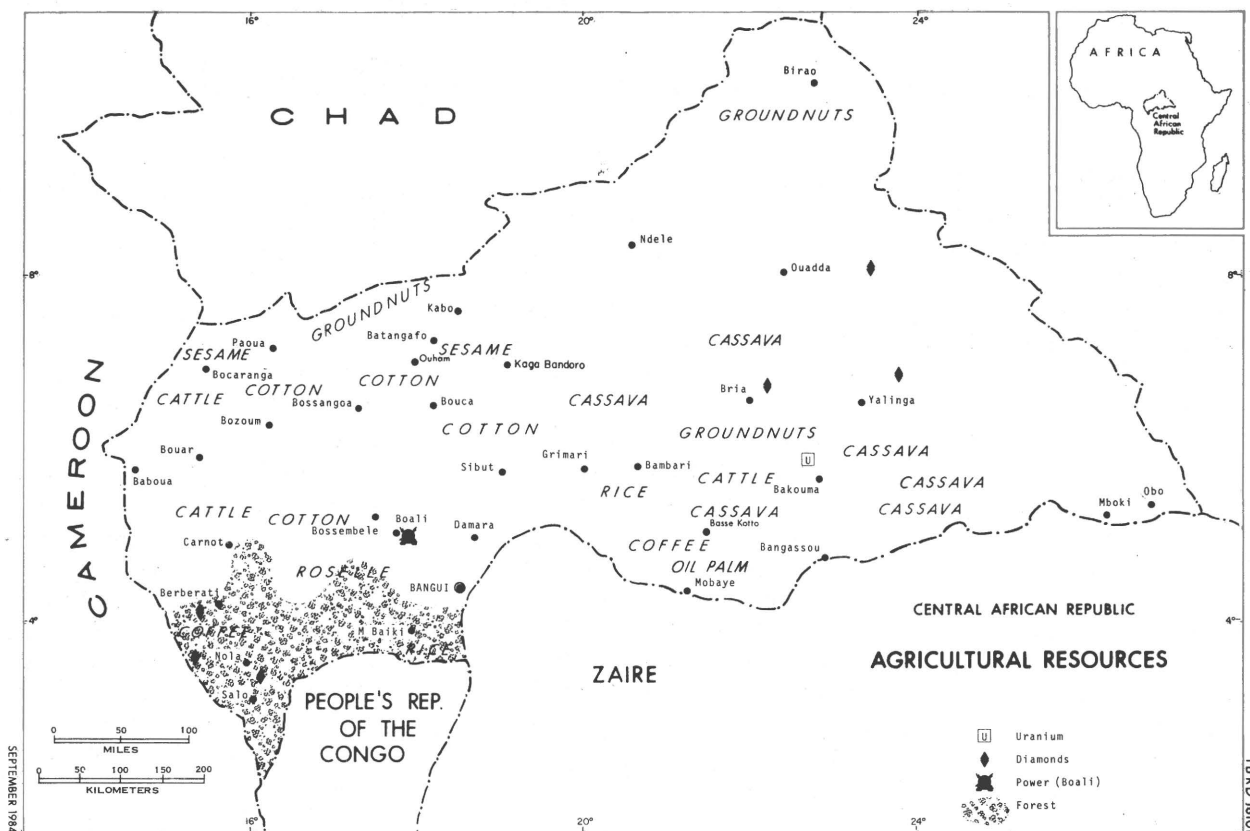 16°
20°
24°
AFRICA
Central
African
Republic
Birao
GROUNDNUTS
CHAD
Ndele
Ouadda
8°
8°
GROUNDNUTS
Kabo
Batangafo
Paoua
SESAME
SESAME
Ouham
Kaga Bandoro
Bocaranga
CASSAVA
COTTON
COTTON
CATTLE
Bossangoa
Bouca
CASSAVA
Bria
Yalinga
Bozoum
COTTON
GROUNDNUTS
CAMEROON
Bouar
Baboua
Sibut
Grimari
Bambari
U
CASSAVA
CATTLE
Bakouma
RICE
CASSAVA
Obo
Mboki
CATTLE
COTTON
Boali
Bossembele
Damara
CASSAVA
CASSAVA
Basse Kotto
Carnot
COFFEE
Bangassou
OIL PALM
ROSELLE
BANGUI
Mobaye
Berberati
4°
4°
CENTRAL AFRICAN REPUBLIC
COFFEE
M Baiki
RICE
Nola
AGRICULTURAL RESOURCES
ZAIRE
Salo
PEOPLE'S REP.
OF THE
CONGO
0 50 100
MILES
0 50 100 150 200
KILOMETERS
U Uranium
Diamonds
Power (Boali)
Forest
SEPTEMBER 1984
16°
20°
24°